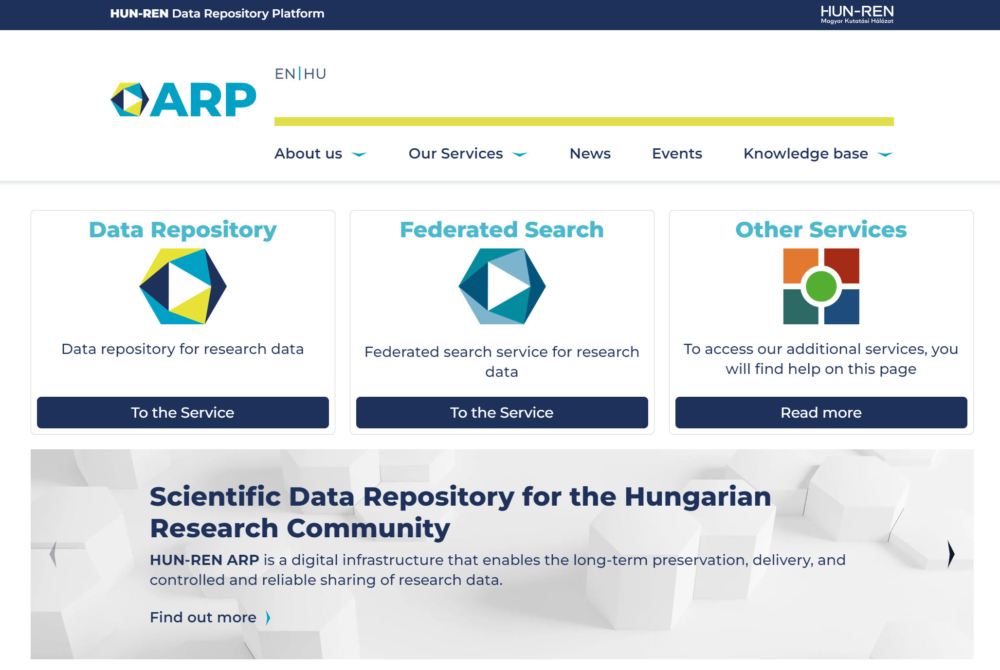 HUN-REN Data Repository Platform
HUN-REN
Magyar Kutatási Hálózat
EN|HU
ARP
About us
Our Services
News
Events
Knowledge base
Data Repository
Data repository for research data
To the Service
Federated Search
Federated search service for research
data
To the Service
Other Services
To access our additional services, you
will find help on this page
Read more
Scientific Data Repository for the Hungarian
Research Community
HUN-REN ARP is a digital infrastructure that enables the long-term preservation, delivery, and
controlled and reliable sharing of research data.
Find out more